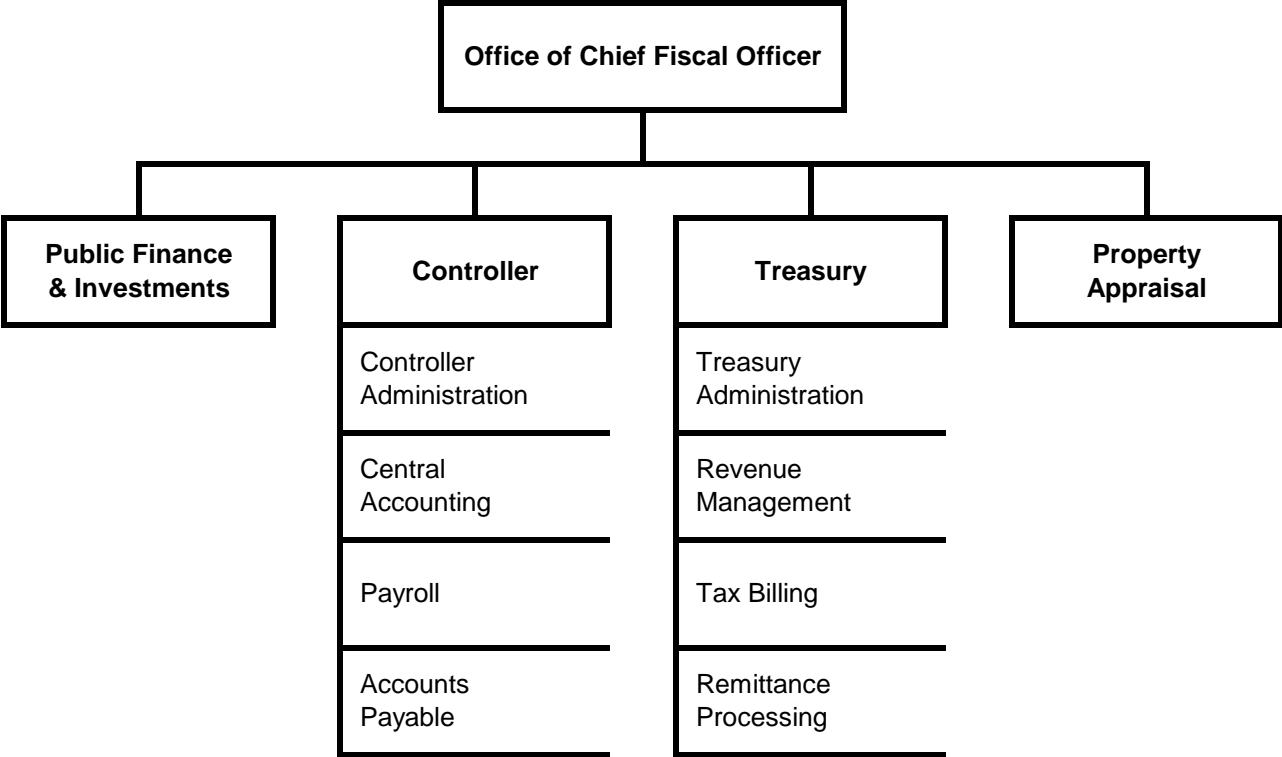 Office of Chief Fiscal Officer
Public Finance
& Investments
Controller
Treasury
Property
Appraisal
Controller
Administration
Central
Accounting
Payroll
Accounts
Payable
Treasury
Administration
Revenue
Management
Tax Billing
Remittance
Processing